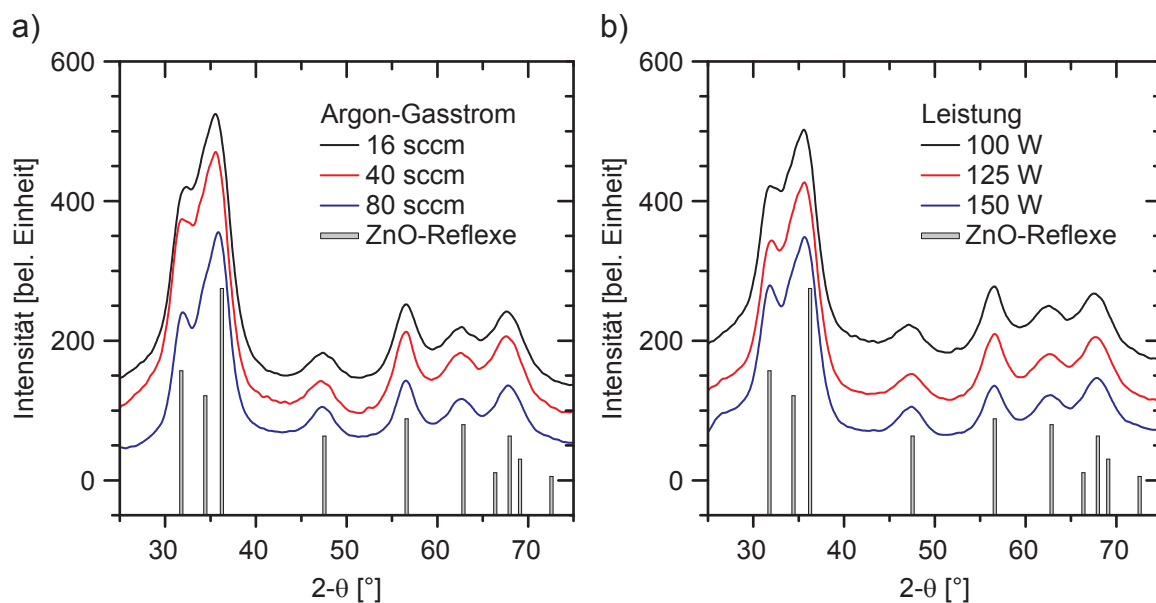 a)
600
400
200
0
Intensität [bel. Einheit]
Argon-Gasstrom
16 sccm
40 sccm
80 sccm
ZnO-Reflexe
30 40 50 60 70
2-θ [°]
b)
600
400
200
0
Intensität [bel. Einheit]
Leistung
100 W
125 W
150 W
ZnO-Reflexe
30 40 50 60 70
2-θ [°]